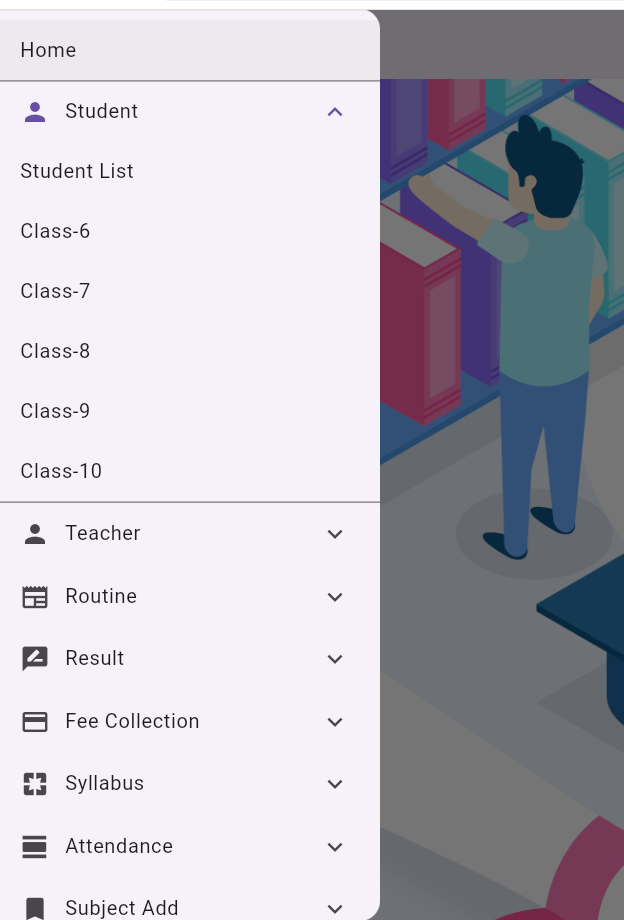 Home
Student
Student List
Class-6
Class-7
Class-8
Class-9
Class-10
Teacher
Routine
Result
Fee Collection
Syllabus
Attendance
Subject Add